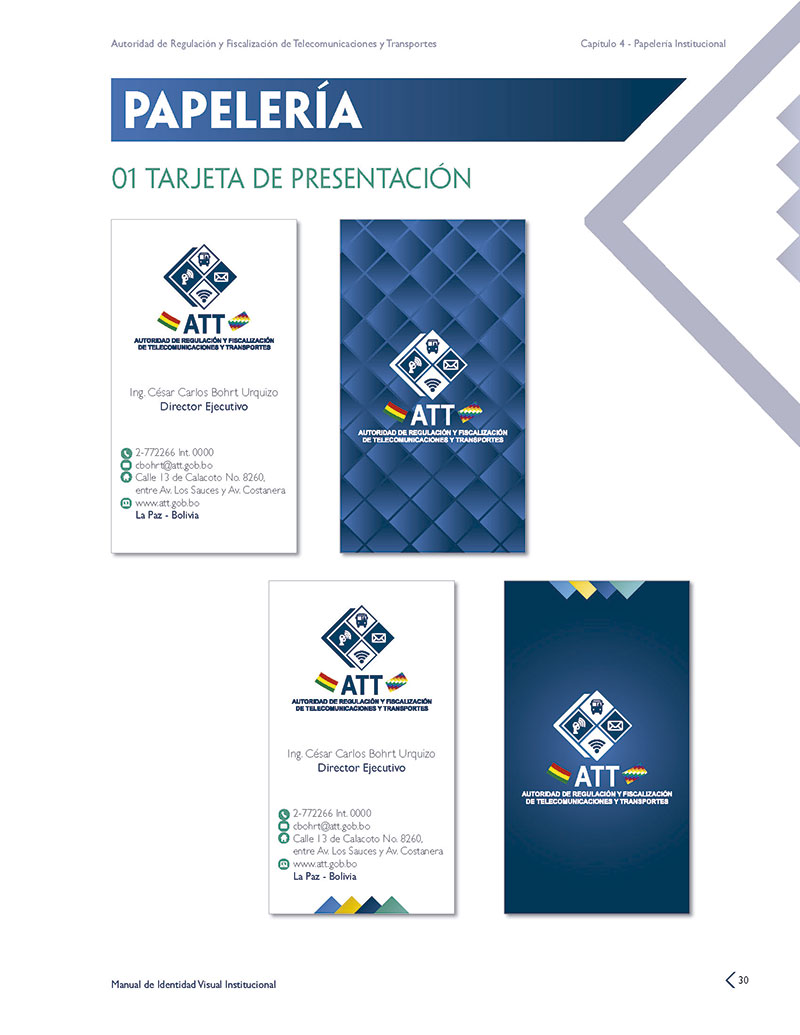 Autoridad de Regulación y Fiscalización de Telecomunicaciones y Transportes
Capítulo 4 - Papelería Institucional
PAPELERÍA
01 TARJETA DE PRESENTACIÓN
ATT
AUTORIDAD DE REGULACIÓN Y FISCALIZACIÓN
DE TELECOMUNICACIONES Y TRANSPORTES
Ing. César Carlos Bohrt Urquizo
Director Ejecutivo
2-772266 Int. 0000
cbohrt@att.gob.bo
Calle 13 de Calacoto No. 8260,
entre Av. Los Sauces y Av. Costanera
www.att.gob.bo
La Paz - Bolivia
ATT
AUTORIDAD DE REGULACIÓN Y FISCALIZACIÓN
DE TELECOMUNICACIONES Y TRANSPORTES
ATT
AUTORIDAD DE REGULACIÓN Y FISCALIZACIÓN
DE TELECOMUNICACIONES Y TRANSPORTES
Ing. César Carlos Bohrt Urquizo
Director Ejecutivo
2-772266 Int. 0000
cbohrt@att.gob.bo
Calle 13 de Calacoto No. 8260,
entre Av. Los Sauces y Av. Costanera
www.att.gob.bo
La Paz - Bolivia
ATT
AUTORIDAD DE REGULACIÓN Y FISCALIZACIÓN
DE TELECOMUNICACIONES Y TRANSPORTES
Manual de Identidad Visual Institucional
30